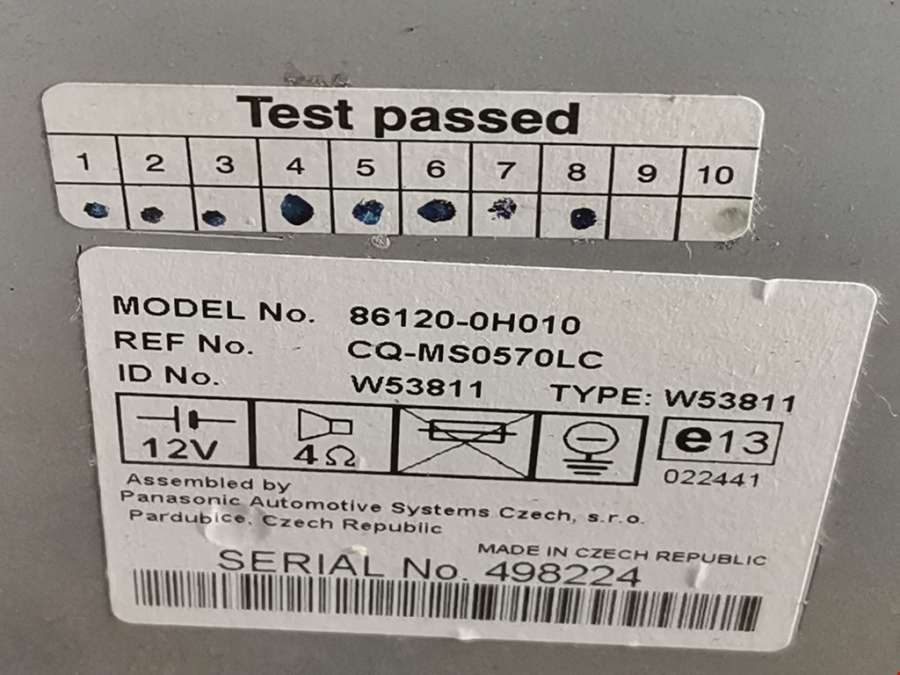 Test passed
1 2 3 4 5 6 7 8 9 10
MODEL No. 86120-0H010
REF No. CQ-MS0570LC
ID No. W53811 TYPE: W53811
12V 4Ω e13
022441
Assembled by
Panasonic Automotive Systems Czech, s.r.o.
Pardubice, Czech Republic
MADE IN CZECH REPUBLIC
SERIAL No. 498224